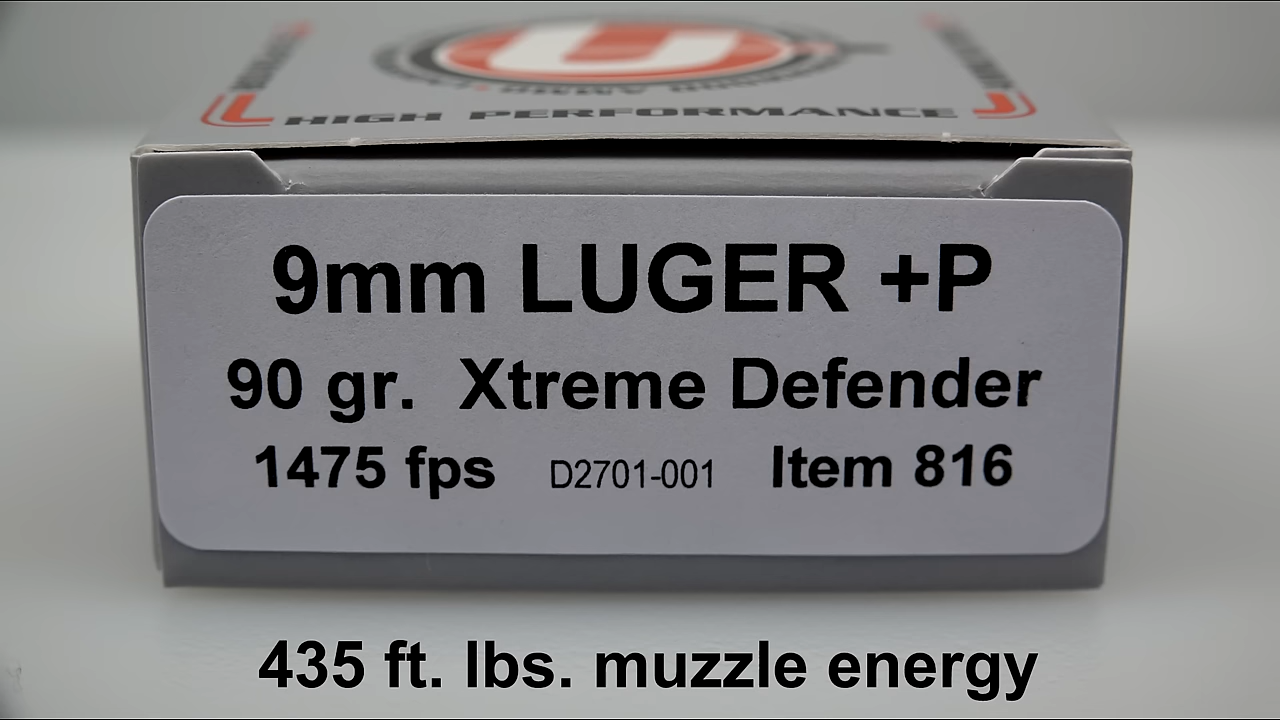 HIGH PERFORMANCE
9mm LUGER +P
90 gr. Xtreme Defender
1475 fps D2701-001 Item 816
435 ft. lbs. muzzle energy